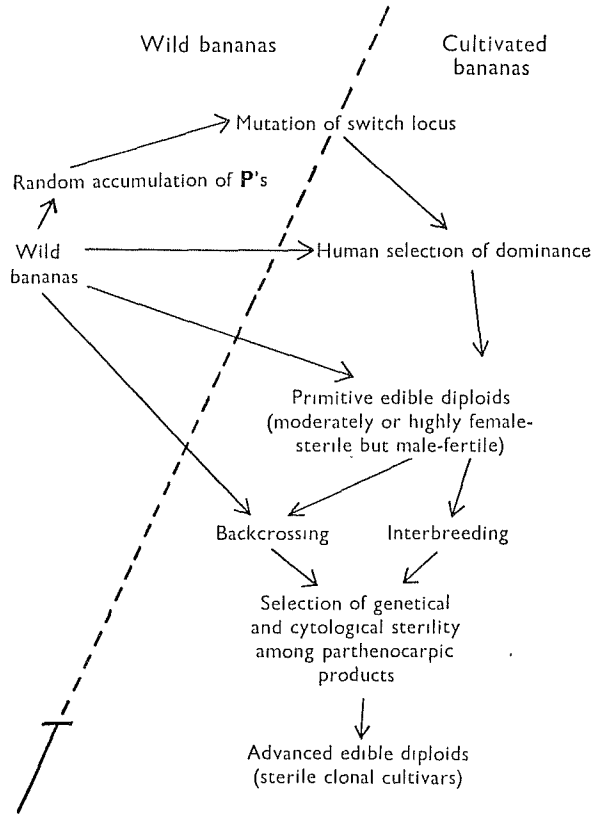 Wild bananas
Cultivated
bananas
Mutation of switch locus
Random accumulation of P's
Wild
bananas
Human selection of dominance
Primitive edible diploids
(moderately or highly female-
sterile but male-fertile)
Backcrossing
Interbreeding
Selection of genetical
and cytological sterility
among parthenocarpic
products
Advanced edible diploids
(sterile clonal cultivars)